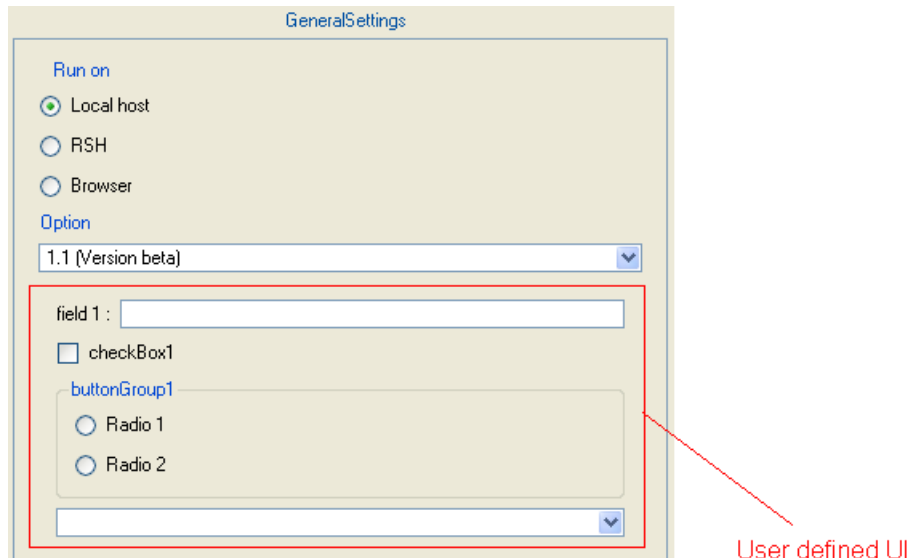 GeneralSettings
Run on
Local host
RSH
Browser
Option
1.1 (Version beta)
field 1 :
checkBox1
buttonGroup1
Radio 1
Radio 2
User defined UI